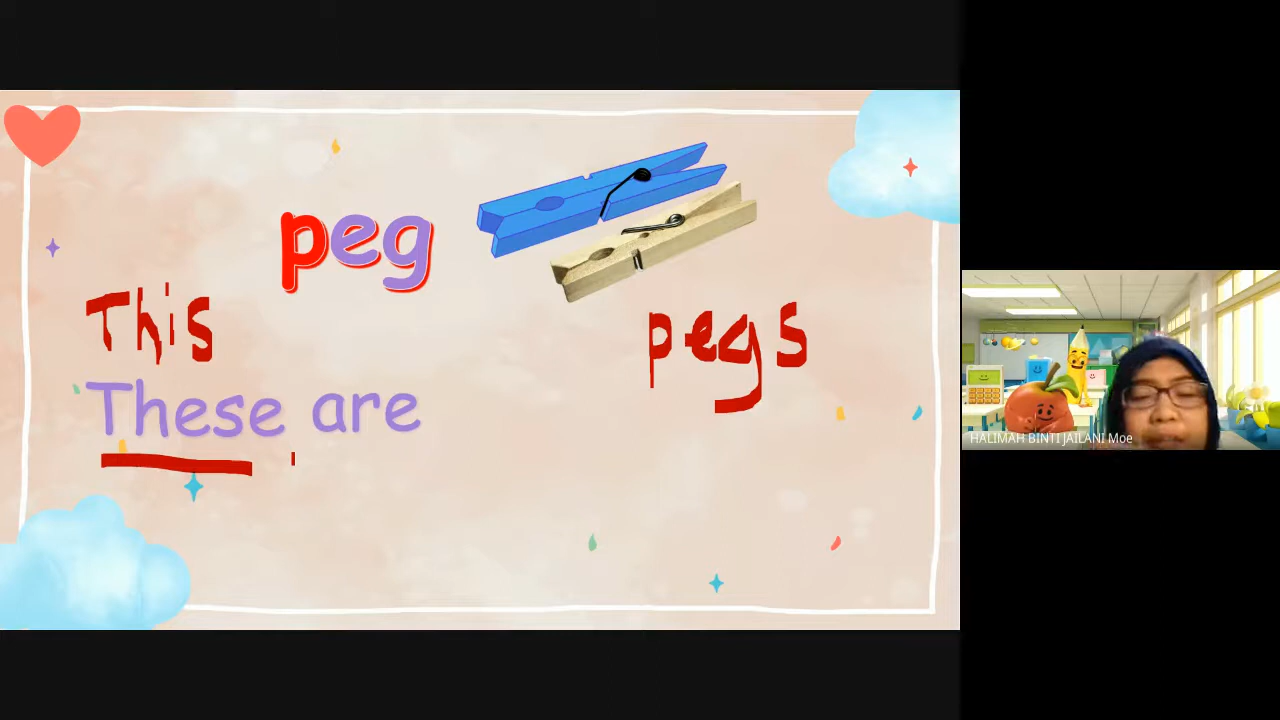 peg
This
pegs
These are
HALIMAH BINTI JAILANI Moe